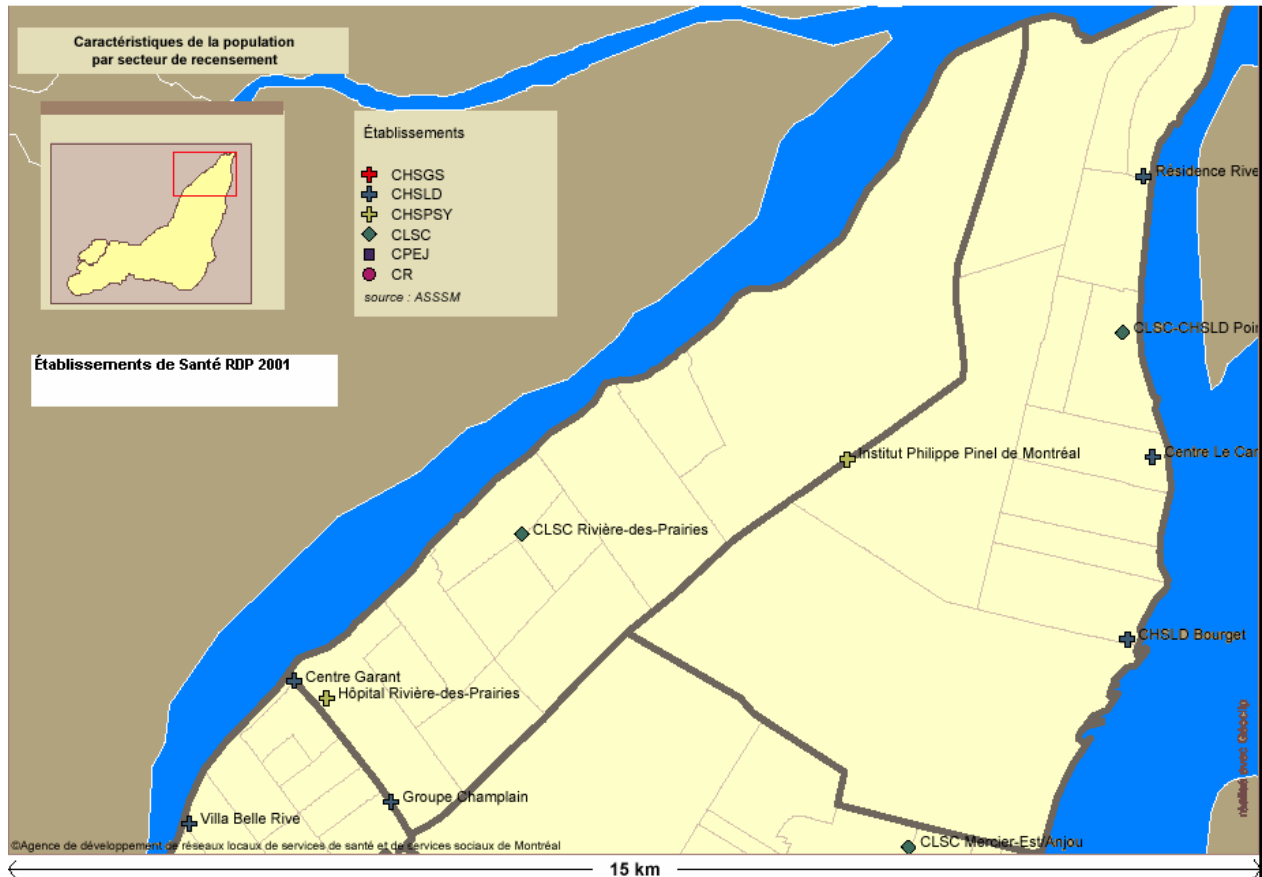 Caractéristiques de la population
par secteur de recensement
Établissements
CHSGS
CHSLD
CHSPSY
CLSC
CPEJ
CR
source : ASSSM
Établissements de Santé RDP 2001
Résidence Rive
CLSC-CHSLD Poin
Institut Philippe Pinel de Montréal
Centre Le Car
CLSC Rivière-des-Prairies
CHSLD Bourget
Centre Garant
Hôpital Rivière-des-Prairies
Groupe Champlain
Villa Belle Rive
CLSC Mercier-Est/Anjou
réalisé avec Géoclip
©Agence de développement de réseaux locaux de services de santé et de services sociaux de Montréal
15 km